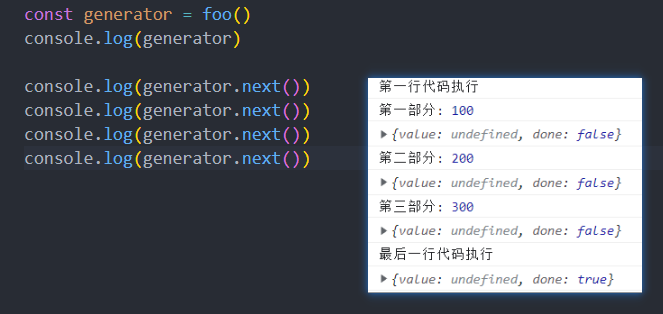 const generator = foo()
console.log(generator)
console.log(generator.next())
console.log(generator.next())
console.log(generator.next())
console.log(generator.next())
第一行代码执行
第一部分: 100
▶{value: undefined, done: false}
第二部分: 200
▶{value: undefined, done: false}
第三部分: 300
▶{value: undefined, done: false}
最后一行代码执行
▶{value: undefined, done: true}